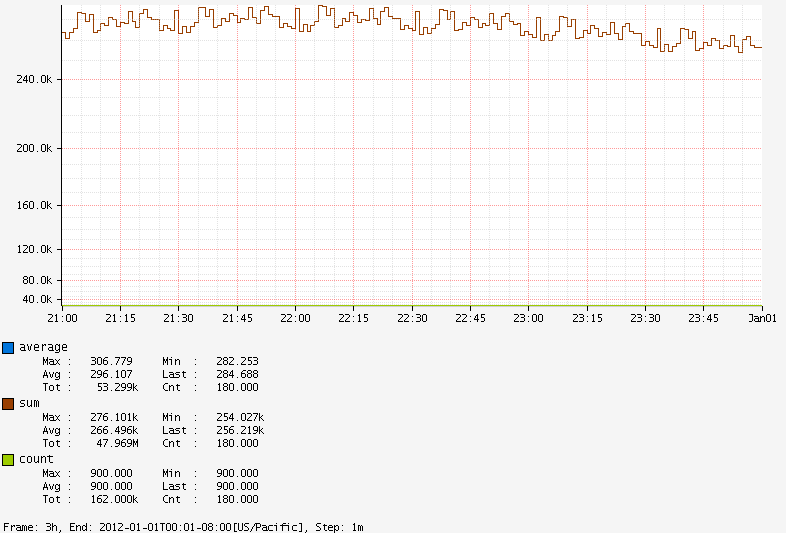 240.0k
200.0k
160.0k
120.0k
80.0k
40.0k
21:00 21:15 21:30 21:45 22:00 22:15 22:30 22:45 23:00 23:15 23:30 23:45 Jan01
average
Max : 306.779 Min : 282.253
Avg : 296.107 Last : 284.688
Tot : 53.299k Cnt : 180.000
sum
Max : 276.101k Min : 254.027k
Avg : 266.496k Last : 256.219k
Tot : 47.969M Cnt : 180.000
count
Max : 900.000 Min : 900.000
Avg : 900.000 Last : 900.000
Tot : 162.000k Cnt : 180.000
Frame: 3h, End: 2012-01-01T00:01-08:00[US/Pacific], Step: 1m